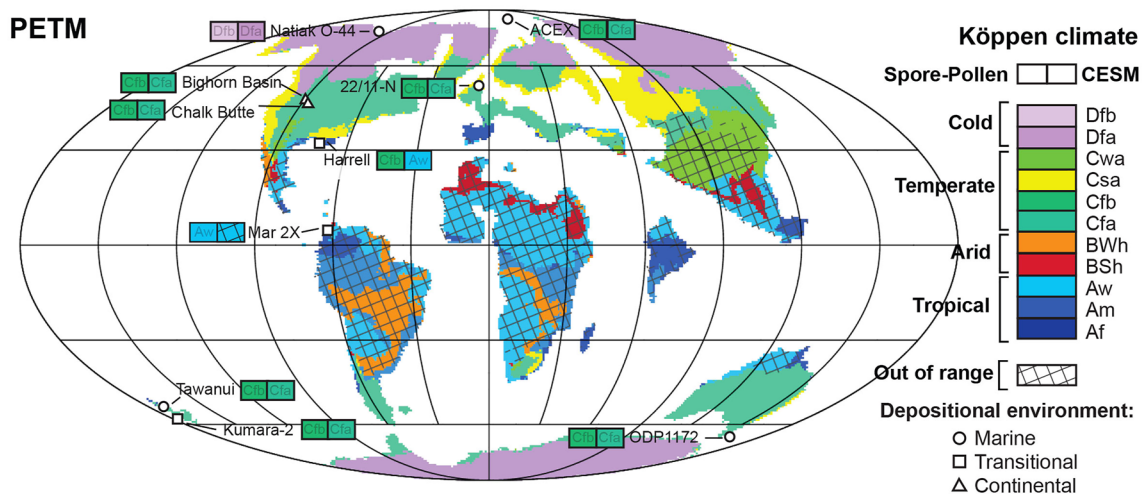 PETM
Dfb Dfa Natiak O-44
ACEX Cfb Cfa
Cfb Cfa Bighorn Basin
Cfb Cfa Chalk Butte
22/11-N Cfb Cfa
Harrell Cfb Aw
Aw Mar 2X
Tawanui Cfb Cfa
Kumara-2 Cfb Cfa
Cfb Cfa ODP1172
Köppen climate
Spore-Pollen CESM
Cold
Dfb
Dfa
Temperate
Cwa
Csa
Cfb
Cfa
Arid
BWh
BSh
Tropical
Aw
Am
Af
Out of range
Depositional environment:
Marine
Transitional
Continental